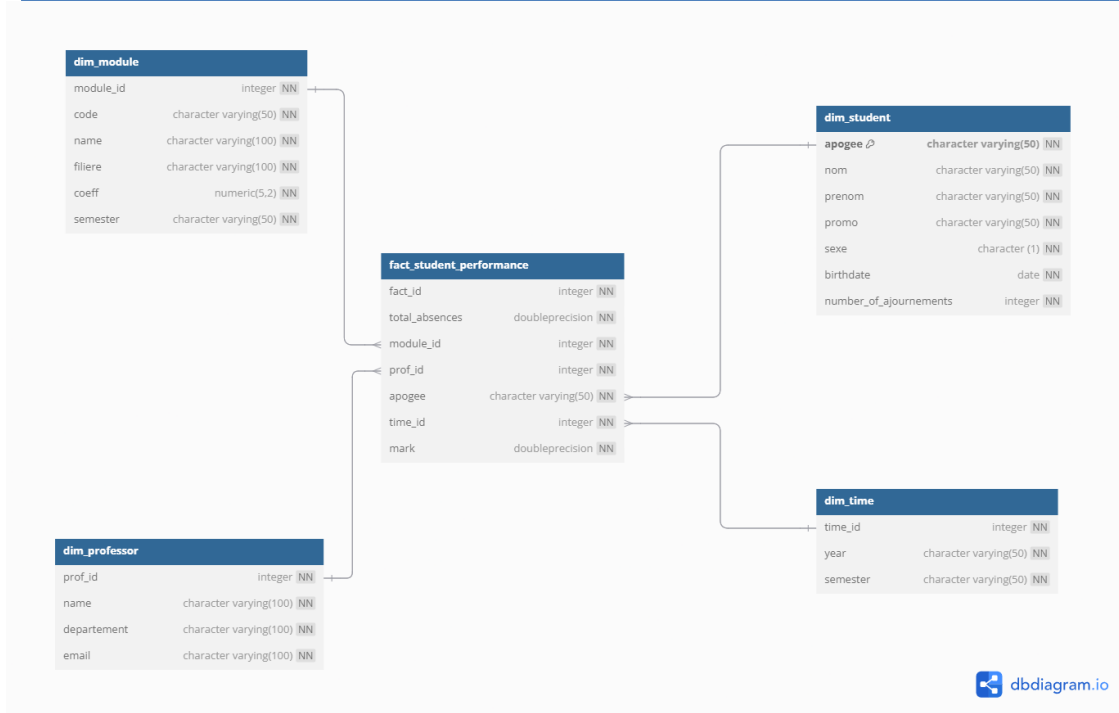 dim_module
module_id integer NN
code character varying(50) NN
name character varying(100) NN
filiere character varying(100) NN
coeff numeric(5,2) NN
semester character varying(50) NN
dim_student
apogee character varying(50) NN
nom character varying(50) NN
prenom character varying(50) NN
promo character varying(50) NN
sexe character (1) NN
birthdate date NN
number_of_ajournements integer NN
fact_student_performance
fact_id integer NN
total_absences doubleprecision NN
module_id integer NN
prof_id integer NN
apogee character varying(50) NN
time_id integer NN
mark doubleprecision NN
dim_time
time_id integer NN
year character varying(50) NN
semester character varying(50) NN
dim_professor
prof_id integer NN
name character varying(100) NN
departement character varying(100) NN
email character varying(100) NN
dbdiagram.io